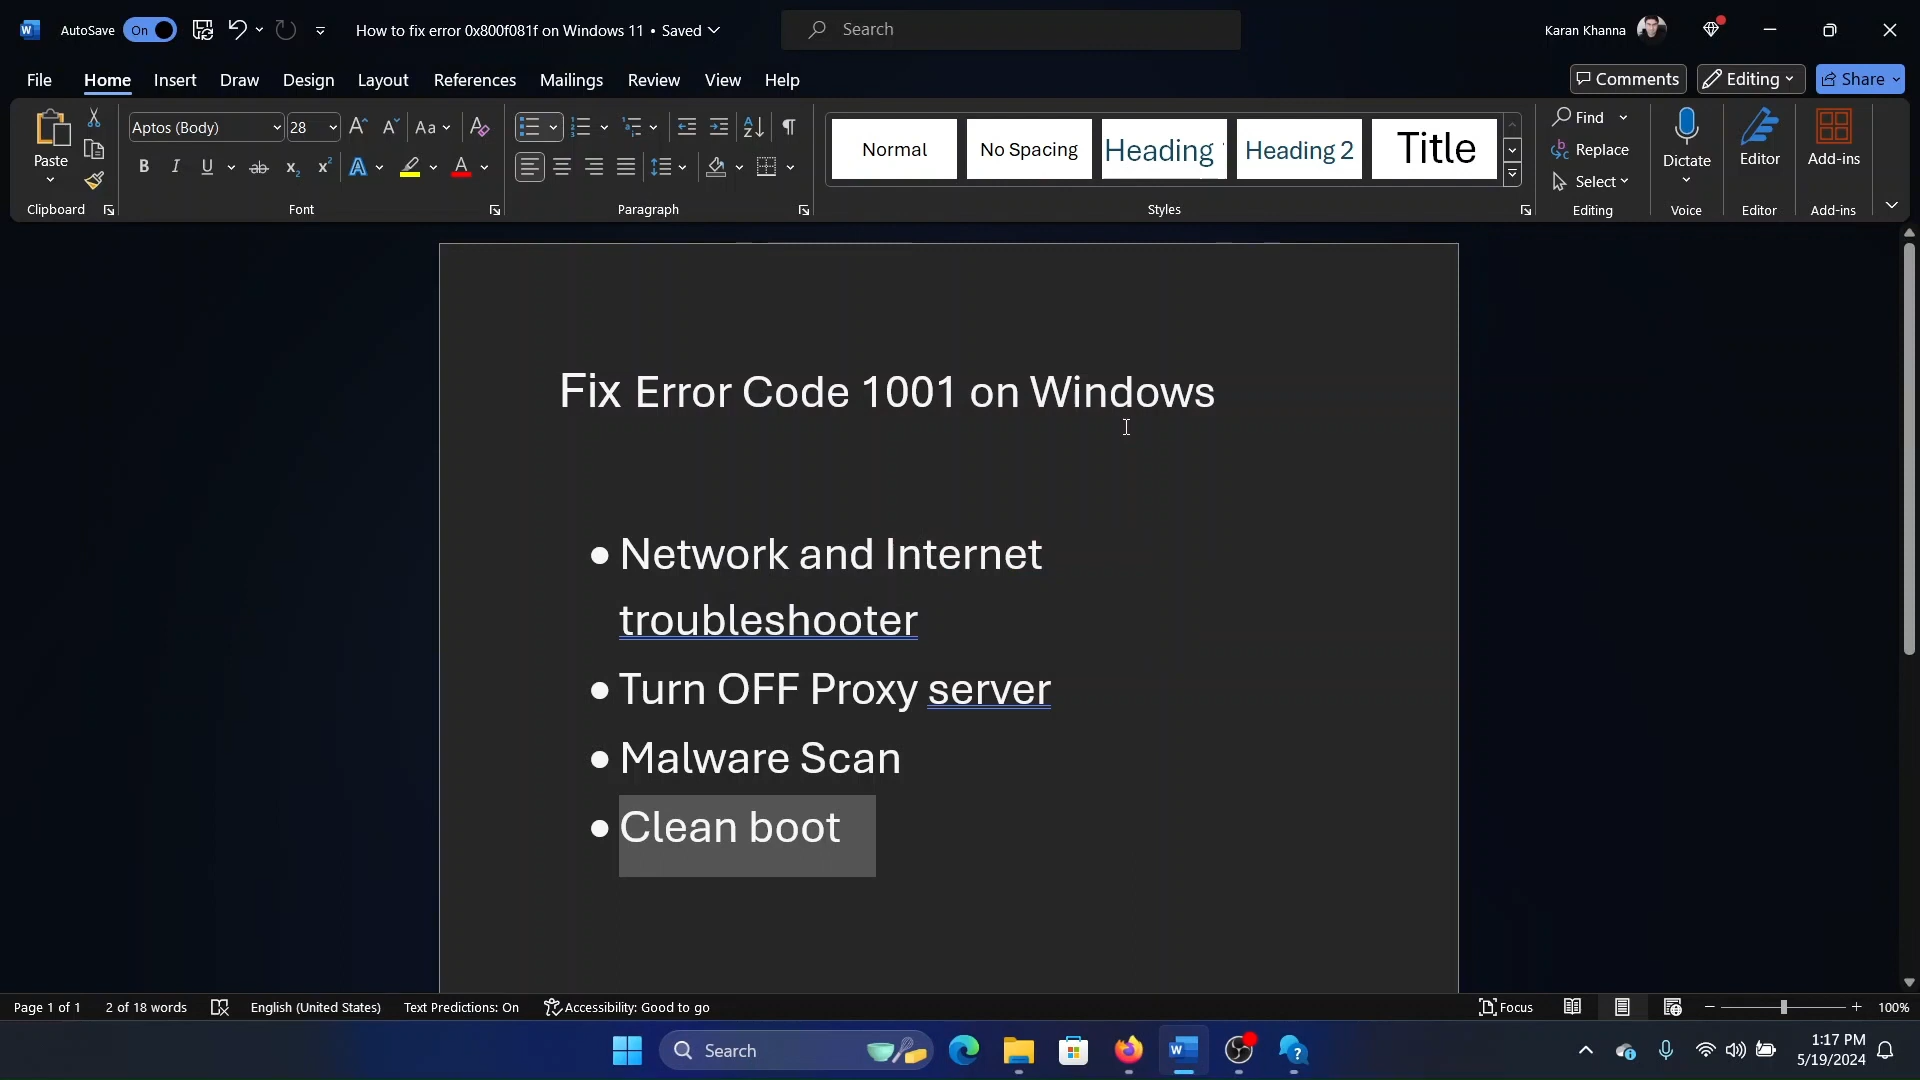 AutoSave On How to fix error 0x800f081f on Windows 11 • Saved Search Karan Khanna
File Home Insert Draw Design Layout References Mailings Review View Help Comments Editing Share
Paste Aptos (Body) 28 Normal No Spacing Heading Heading 2 Title Find Replace Select Dictate Editor Add-ins
Clipboard Font Paragraph Styles Editing Voice Editor Add-ins
Fix Error Code 1001 on Windows
• Network and Internet
troubleshooter
• Turn OFF Proxy server
• Malware Scan
• Clean boot
Page 1 of 1 2 of 18 words English (United States) Text Predictions: On Accessibility: Good to go Focus 100%
Search 1:17 PM
5/19/2024